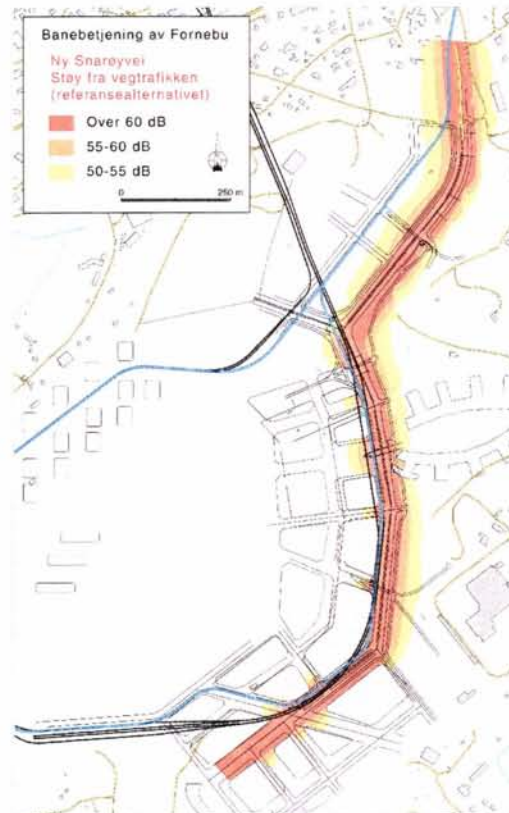 Banebetjening av Fornebu
Ny Snarøyvei
Støy fra vegtrafikken
(referansealternativet)
Over 60 dB
55-60 dB
50-55 dB
0 250 m